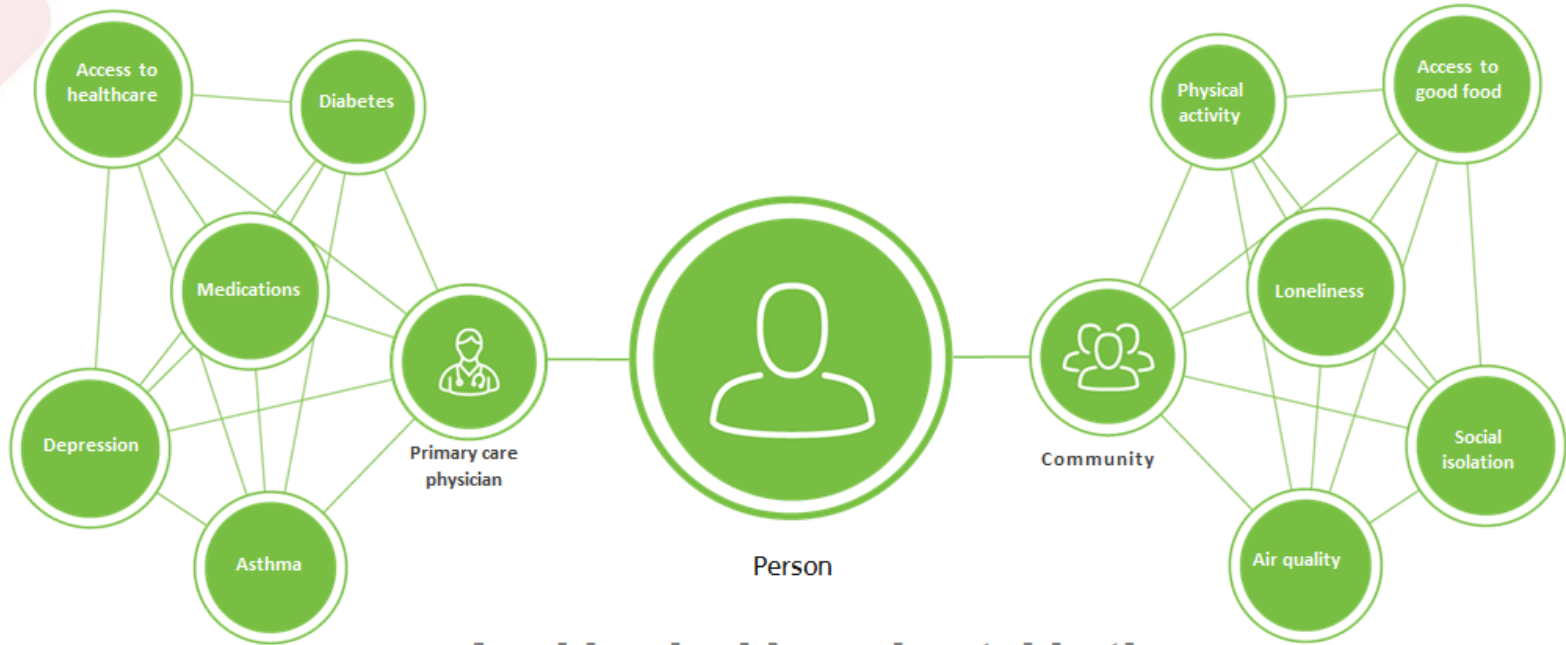 Access to
healthcare
Diabetes
Medications
Depression
Asthma
Primary care
physician
Person
Physical
activity
Access to
good food
Loneliness
Community
Social
isolation
Air quality